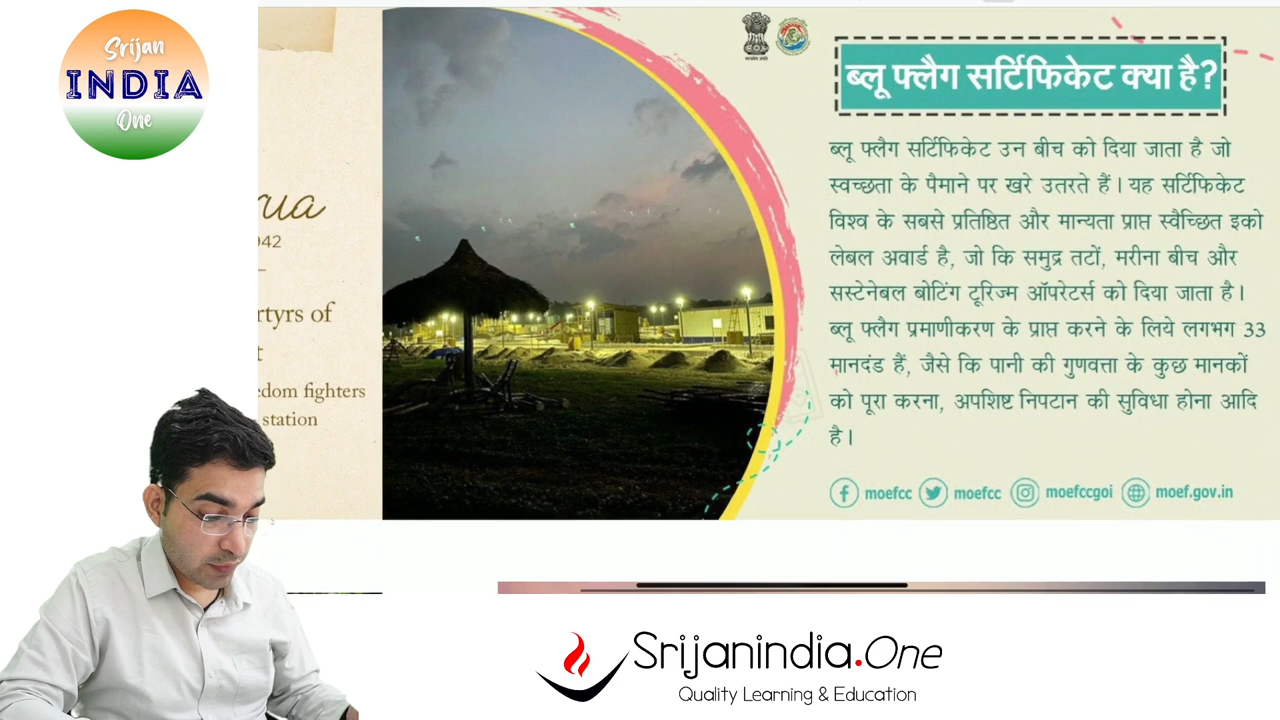 Srijan
INDIA
One
ua
942
rtyrs of
t
edom fighters
station
ब्लू फ्लैग सर्टिफिकेट क्या है?
ब्लू फ्लैग सर्टिफिकेट उन बीच को दिया जाता है जो
स्वच्छता के पैमाने पर खरे उतरते हैं। यह सर्टिफिकेट
विश्व के सबसे प्रतिष्ठित और मान्यता प्राप्त स्वैच्छित इको
लेबल अवार्ड है, जो कि समुद्र तटों, मरीना बीच और
सस्टेनेबल बोटिंग टूरिज्म ऑपरेटर्स को दिया जाता है।
ब्लू फ्लैग प्रमाणीकरण के प्राप्त करने के लिये लगभग 33
मानदंड हैं, जैसे कि पानी की गुणवत्ता के कुछ मानकों
को पूरा करना, अपशिष्ट निपटान की सुविधा होना आदि
है।
moefcc moefcc moefccgoi moef.gov.in
Srijanindia.One
Quality Learning & Education